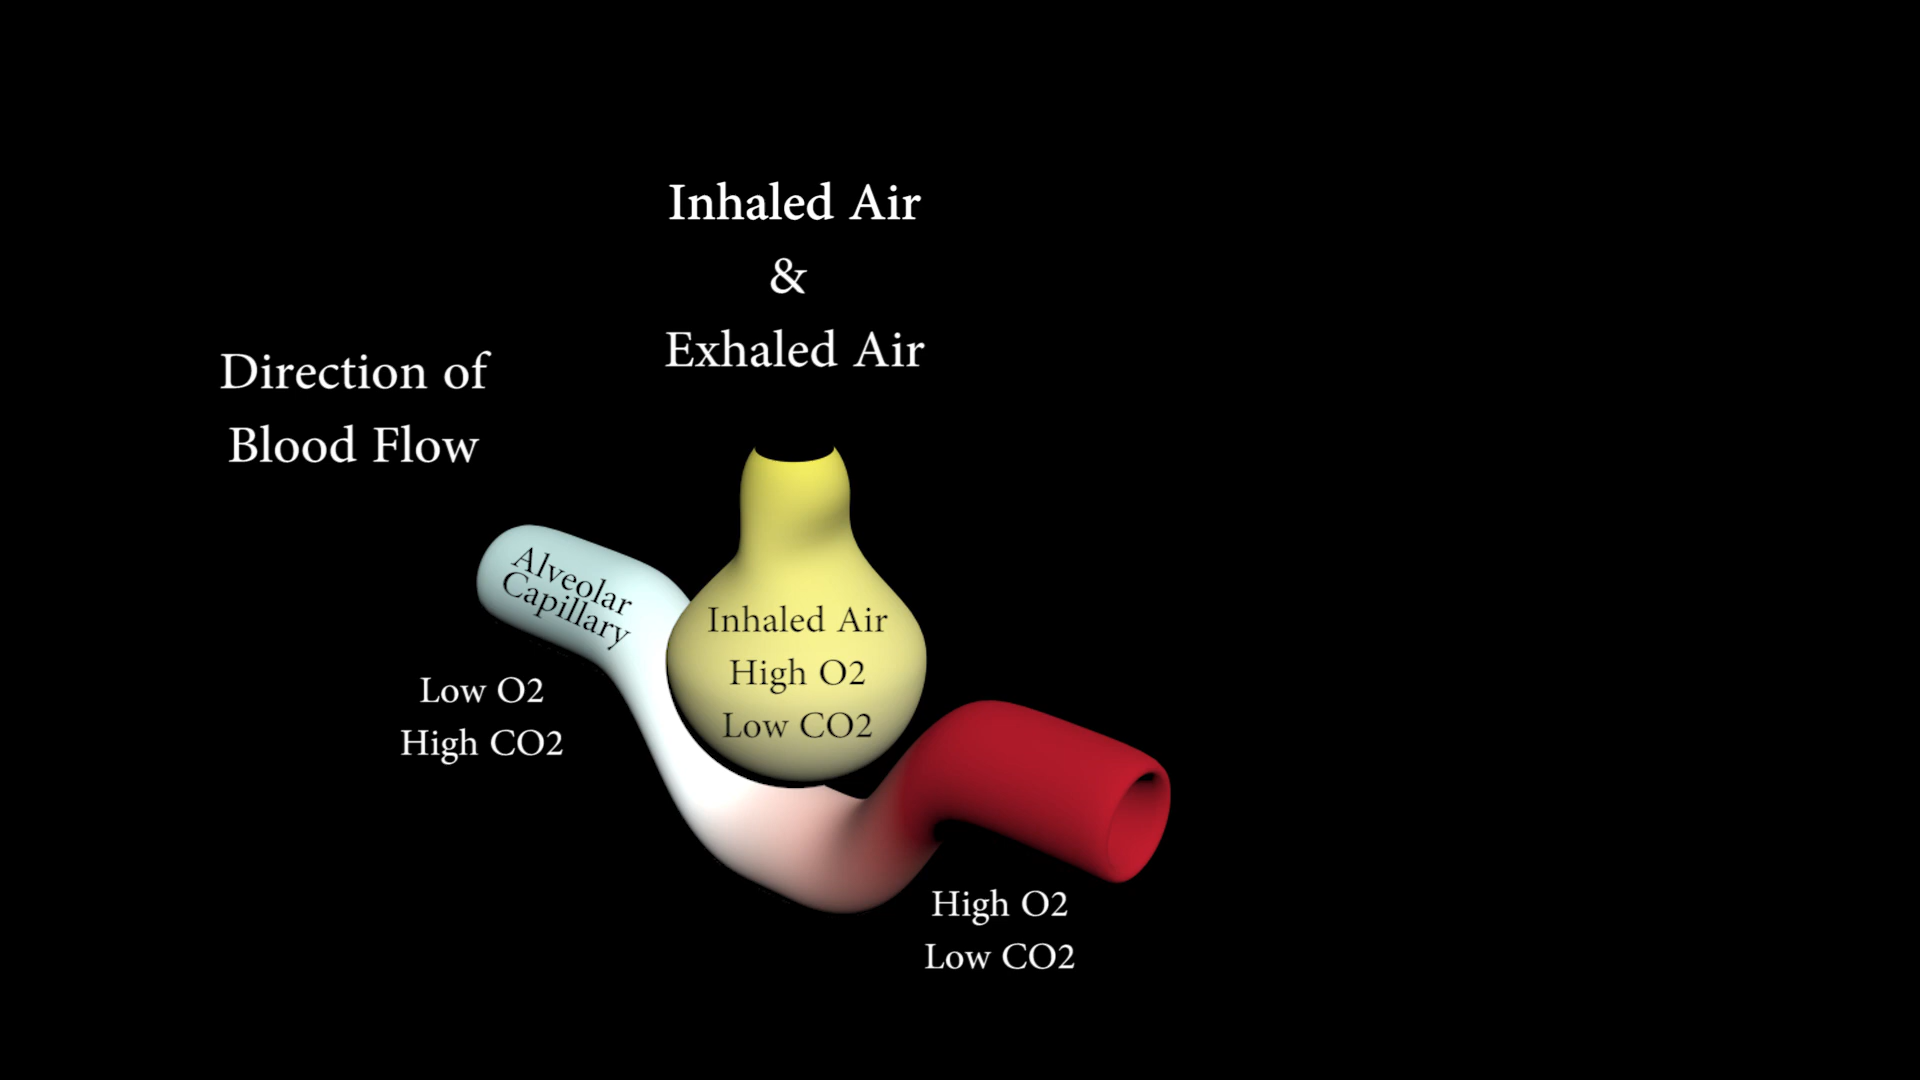 Inhaled Air
&
Exhaled Air
Direction of
Blood Flow
Alveolar
Capillary
Inhaled Air
High O2
Low CO2
Low O2
High CO2
High O2
Low CO2